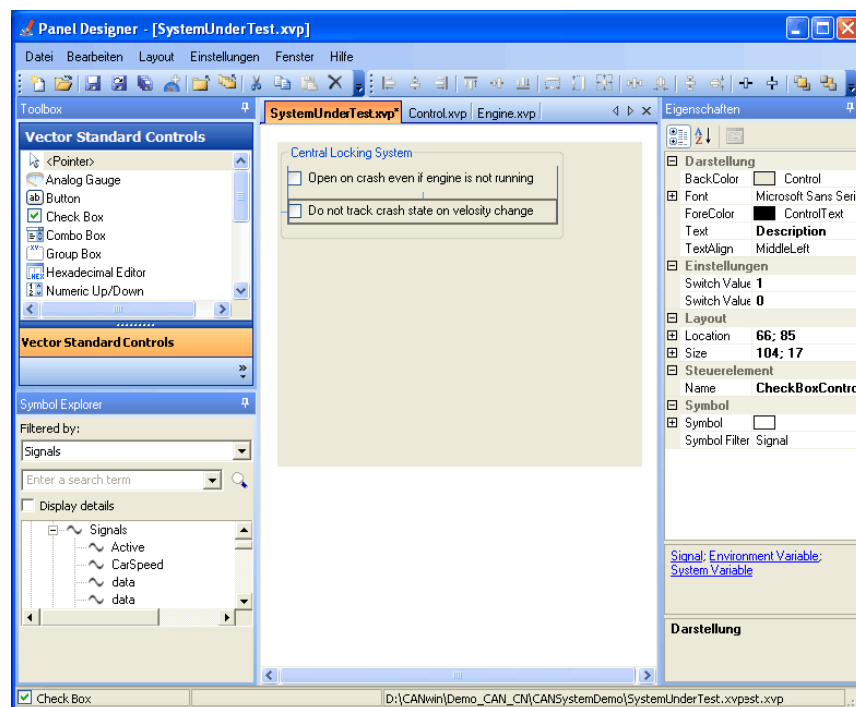 Panel Designer - [SystemUnderTest.xvp]
Datei Bearbeiten Layout Einstellungen Fenster Hilfe
Toolbox
Vector Standard Controls
<Pointer>
Analog Gauge
ab Button
Check Box
Combo Box
Group Box
Hexadecimal Editor
Numeric Up/Down
Vector Standard Controls
Symbol Explorer
Filtered by:
Signals
Enter a search term
Display details
Signals
Active
CarSpeed
data
data
SystemUnderTest.xvp* Control.xvp Engine.xvp
Central Locking System
Open on crash even if engine is not running
Do not track crash state on velosity change
Eigenschaften
Darstellung
BackColor Control
Font Microsoft Sans Seri
ForeColor ControlText
Text Description
TextAlign MiddleLeft
Einstellungen
Switch Value 1
Switch Value 0
Layout
Location 66; 85
Size 104; 17
Steuerelement
Name CheckBoxContro
Symbol
Symbol
Symbol Filter Signal
Signal; Environment Variable;
System Variable
Darstellung
Check Box
D:\CANwin\Demo_CAN_CN\CANSystemDemo\SystemUnderTest.xvpest.xvp